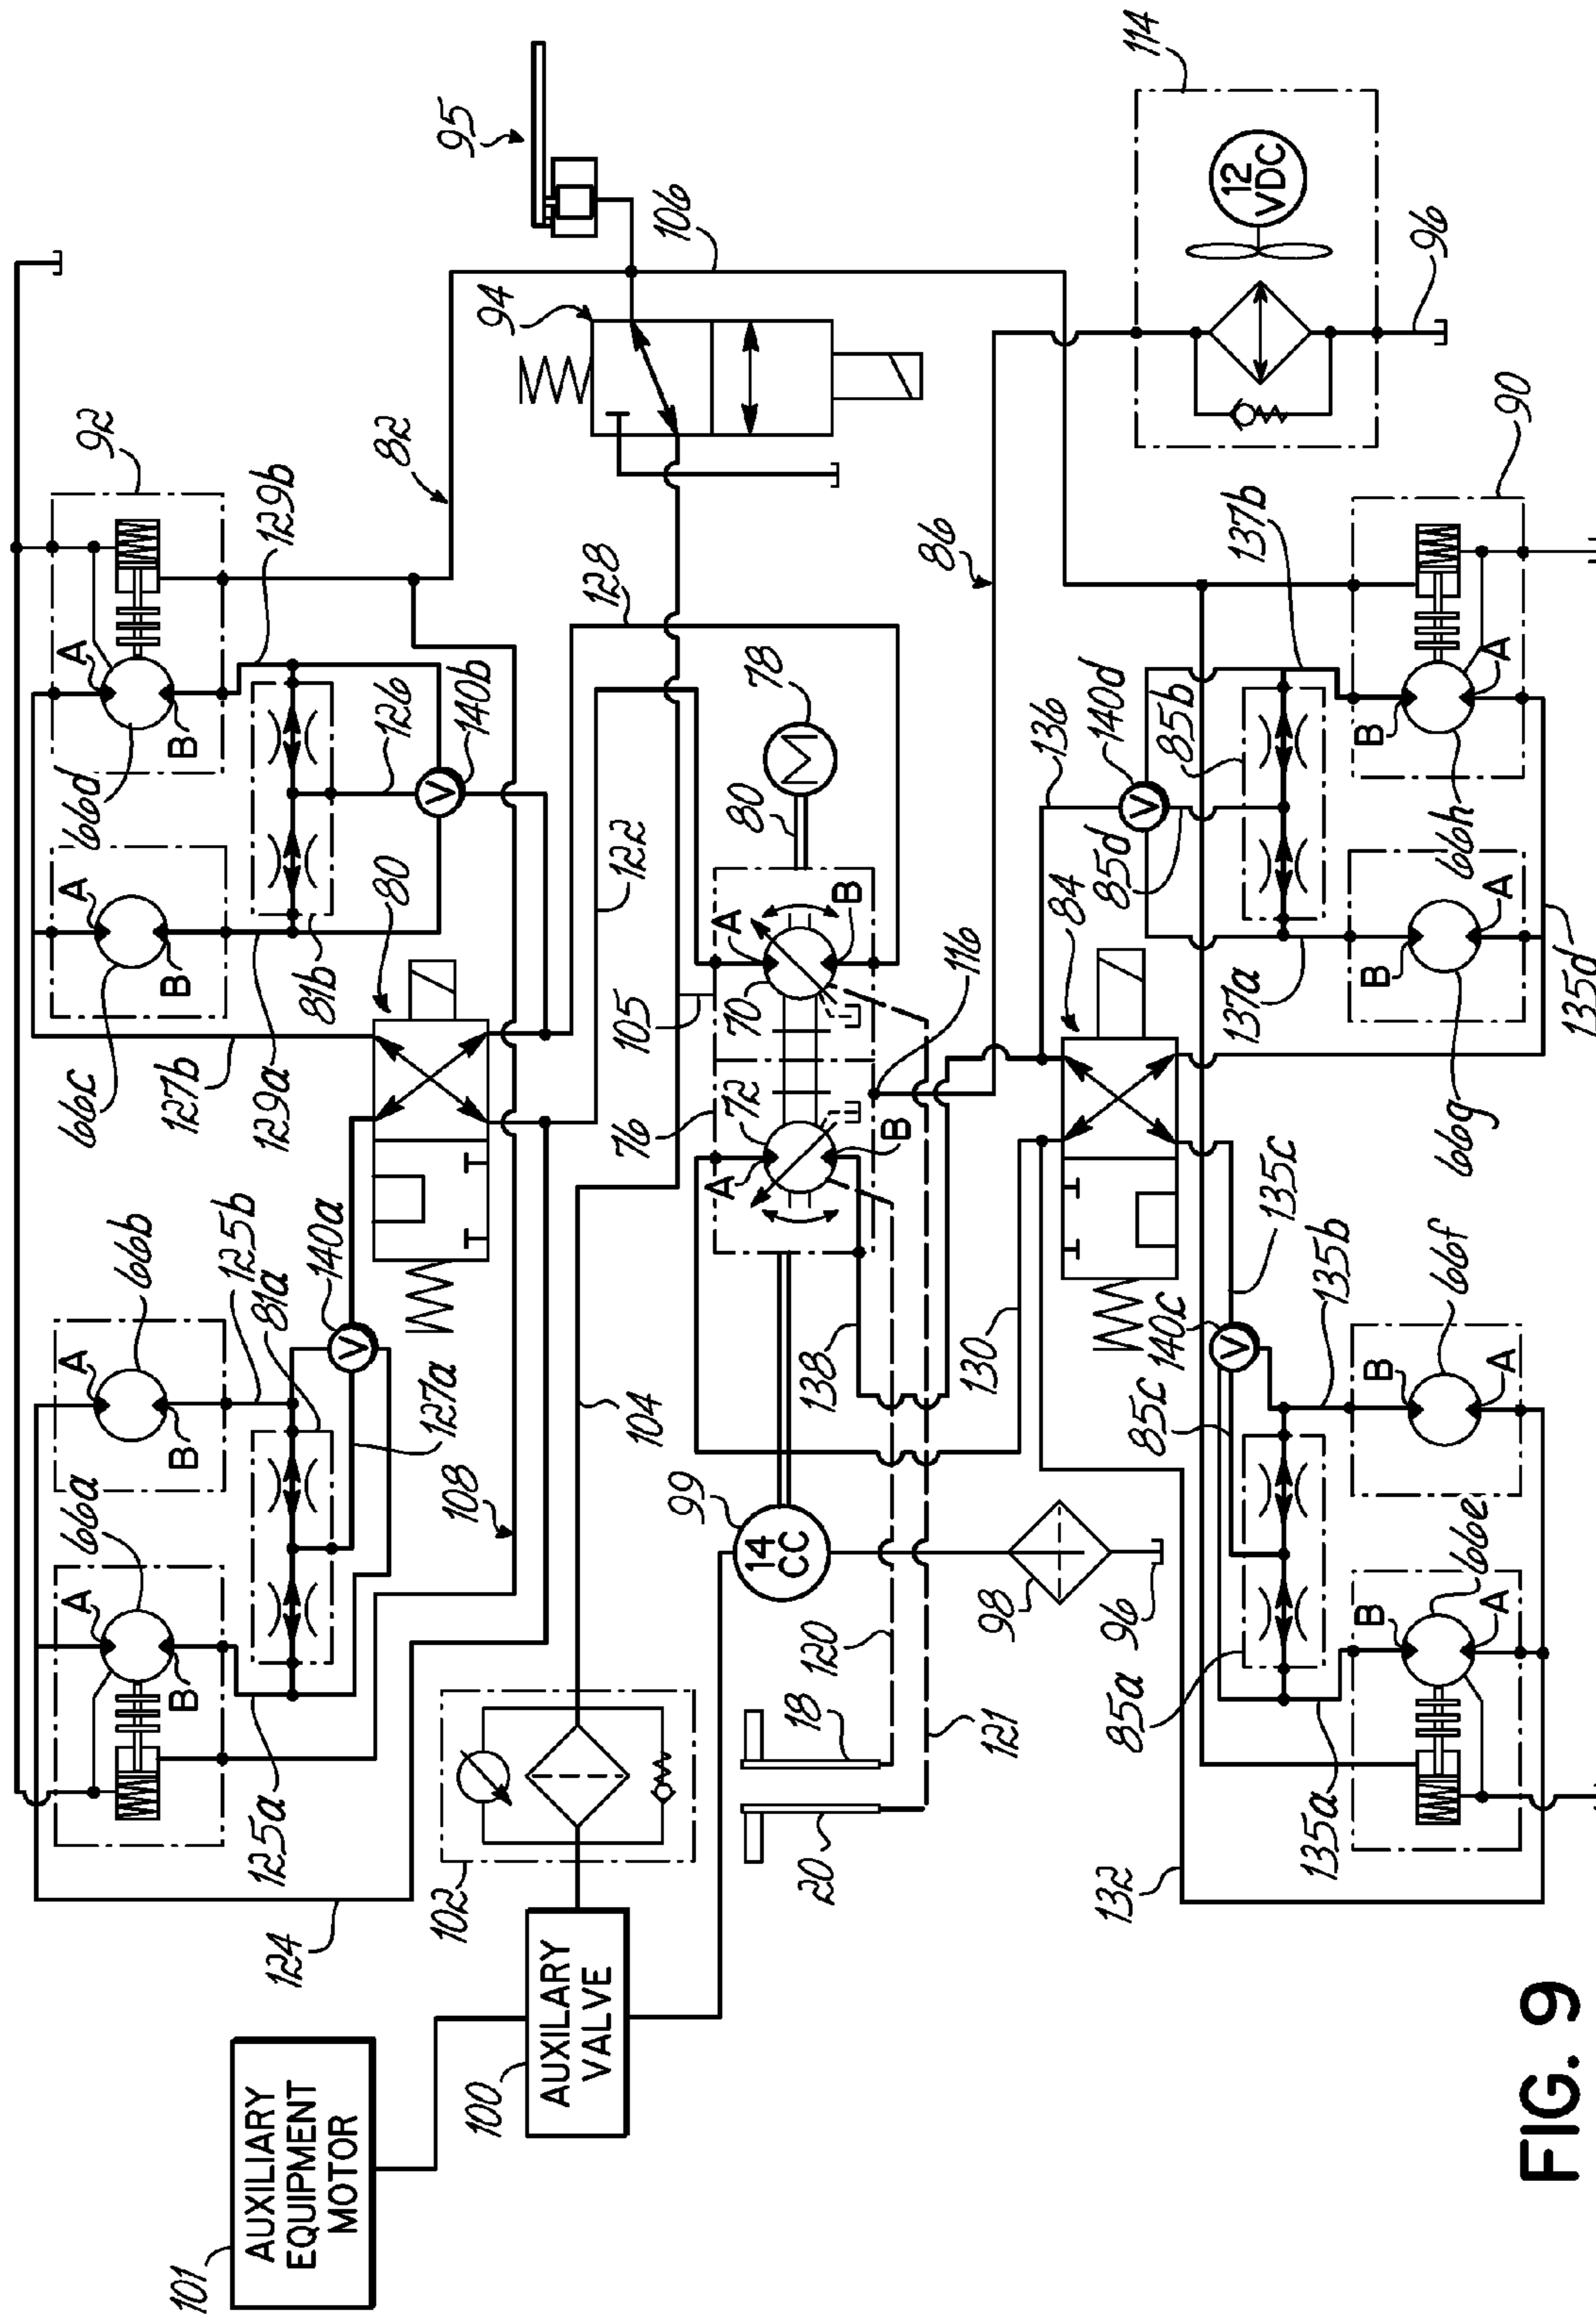 101
AUXILIARY
EQUIPMENT
MOTOR
100
AUXILARY
VALVE
124
102
125a
66a
A
B
66b
A
B
125b
81a
140a
127a
108
104
127b
66c
A
B
129a
81b
66d
A
B
92
129b
126
140b
80
122
82
128
94
95
106
105
76
72
A
B
70
A
B
80
78
116
86
99
14
CC
98
96
120
121
18
20
138
130
132
84
136
140d
85d
85b
137a
137b
B
A
66g
B
A
66h
90
135d
135c
140c
85c
135b
B
A
66f
85a
135a
B
A
66e
114
12
VDC
96
FIG. 9